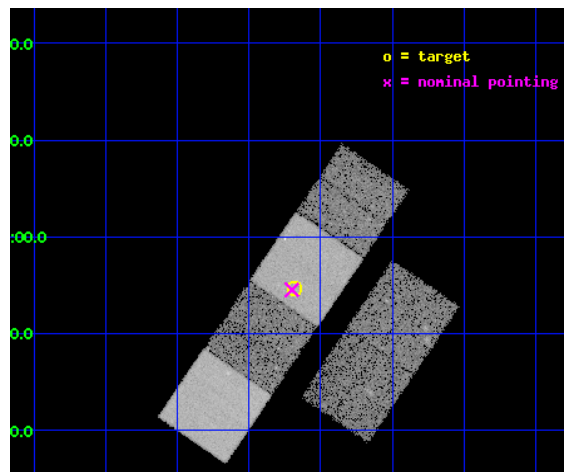 0.0
o = target
x = nominal pointing
0.0
:00.0
0.0
0.0